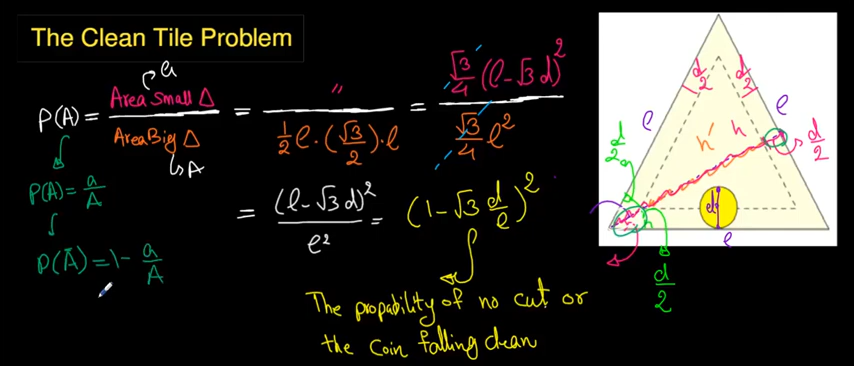 The Clean Tile Problem
P(A) = Area Small Δ / Area Big Δ = " / (1/2 l · (√3/2) · l) = (√3/4 (l − √3 d)²) / (√3/4 l²)
a
A
P(A) = a/A
= (l − √3 d)² / l² = (1 − √3 d/l)²
P(Ā) = 1 − a/A
The propability of no cut or
the coin falling clean
d/2
d/2
l
l
h'
h
d/2
d/2
d
l
d/2